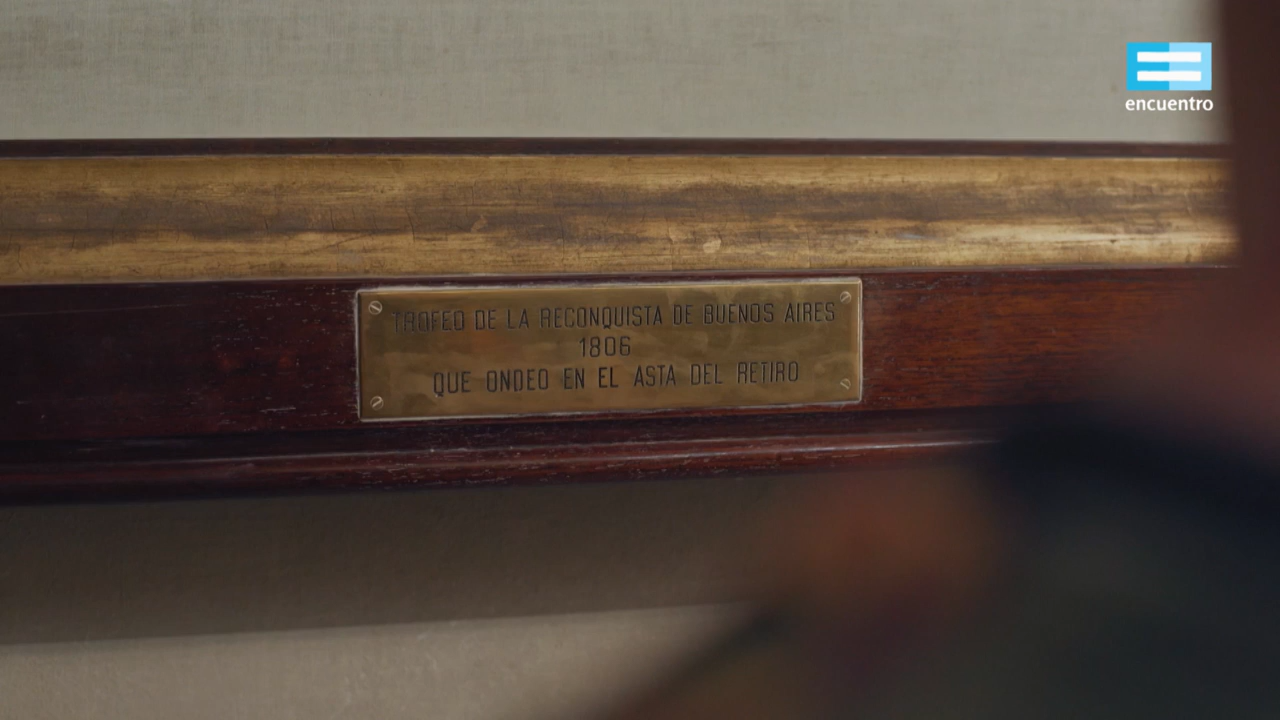 encuentro
TROFEO DE LA RECONQUISTA DE BUENOS AIRES
1806
QUE ONDEO EN EL ASTA DEL RETIRO